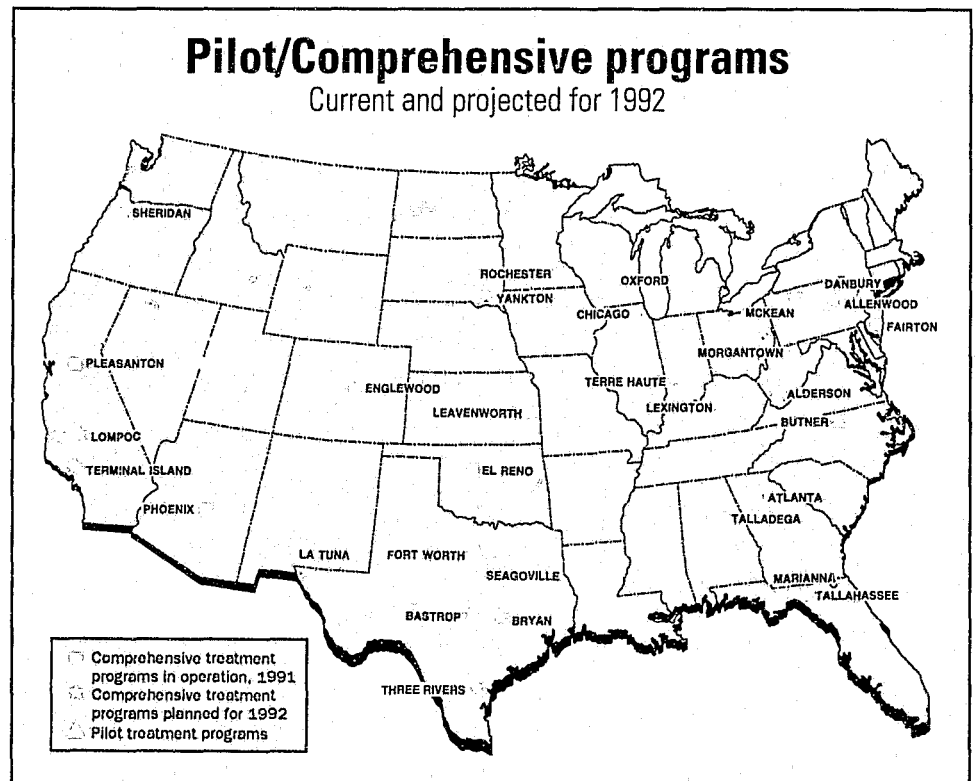 Pilot/Comprehensive programs
Current and projected for 1992
SHERIDAN
ROCHESTER
OXFORD
DANBURY
YANKTON
ALLENWOOD
CHICAGO
MCKEAN
FAIRTON
PLEASANTON
MORGANTOWN
ENGLEWOOD
TERRE HAUTE
ALDERSON
LEAVENWORTH
LEXINGTON
BUTNER
LOMPOC
TERMINAL ISLAND
EL RENO
PHOENIX
ATLANTA
TALLADEGA
LA TUNA
FORT WORTH
SEAGOVILLE
MARIANNA
TALLAHASSEE
BASTROP
BRYAN
THREE RIVERS
Comprehensive treatment
programs in operation, 1991
Comprehensive treatment
programs planned for 1992
Pilot treatment programs